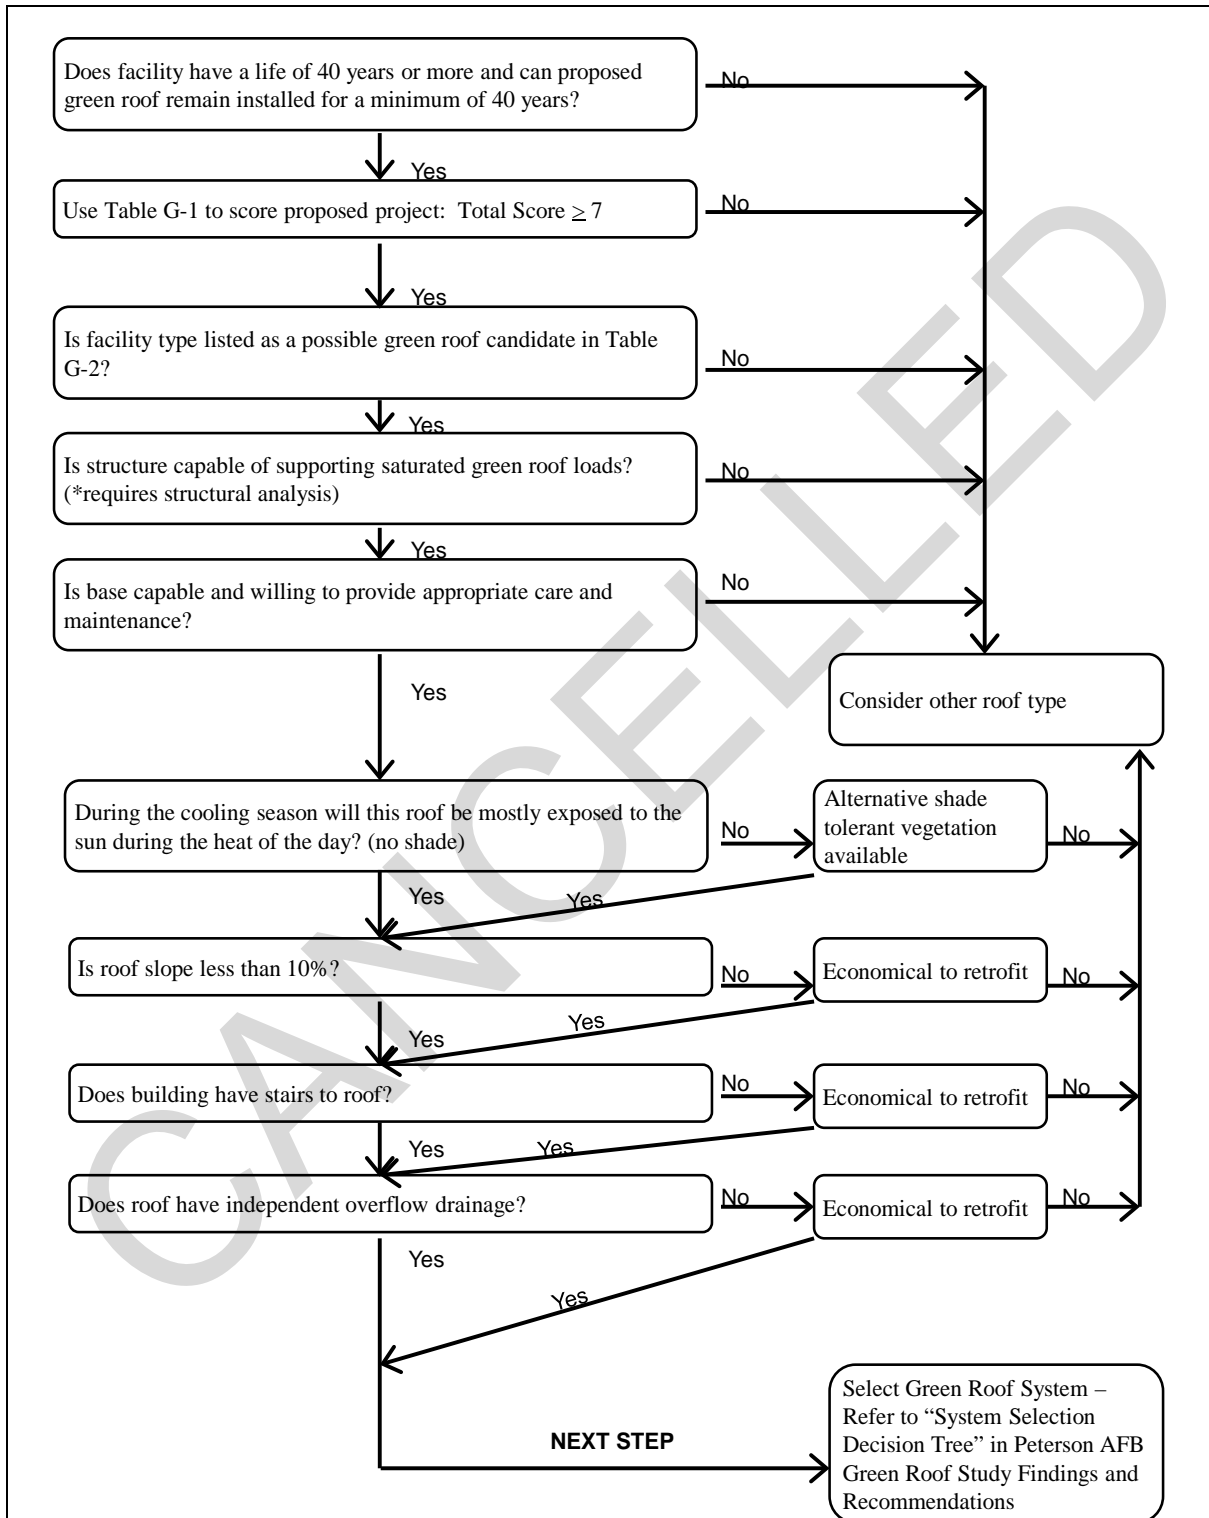 Does facility have a life of 40 years or more and can proposed
green roof remain installed for a minimum of 40 years?
No
Yes
Use Table G-1 to score proposed project:  Total Score ≥ 7
No
Yes
Is facility type listed as a possible green roof candidate in Table
G-2?
No
Yes
Is structure capable of supporting saturated green roof loads?
(*requires structural analysis)
No
Yes
Is base capable and willing to provide appropriate care and
maintenance?
No
Yes
Consider other roof type
During the cooling season will this roof be mostly exposed to the
sun during the heat of the day? (no shade)
No
Alternative shade
tolerant vegetation
available
No
Yes
Yes
Is roof slope less than 10%?
No
Economical to retrofit
No
Yes
Yes
Does building have stairs to roof?
No
Economical to retrofit
No
Yes
Yes
Does roof have independent overflow drainage?
No
Economical to retrofit
No
Yes
Yes
NEXT STEP
Select Green Roof System –
Refer to “System Selection
Decision Tree” in Peterson AFB
Green Roof Study Findings and
Recommendations
CANCELLED